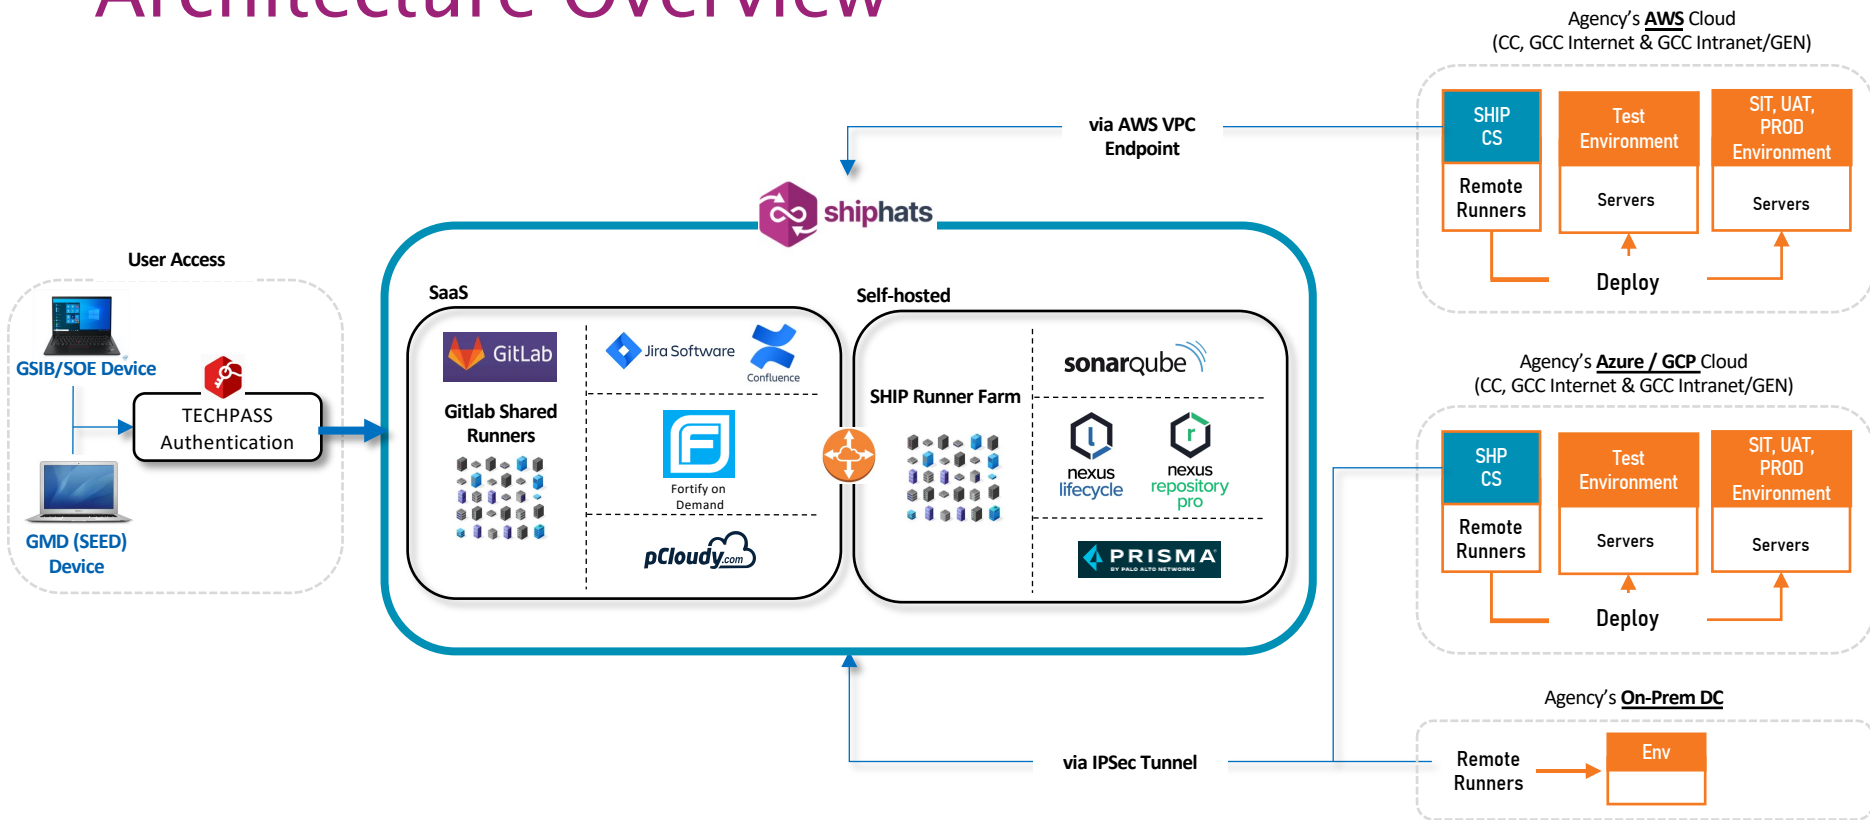 Architecture Overview
Agency's AWS Cloud
(CC, GCC Internet & GCC Intranet/GEN)
SHIP
CS
Remote
Runners
Test
Environment
Servers
SIT, UAT,
PROD
Environment
Servers
Deploy
via AWS VPC
Endpoint
shiphats
User Access
GSIB/SOE Device
TECHPASS
Authentication
GMD (SEED)
Device
SaaS
GitLab
Gitlab Shared
Runners
Jira Software
Confluence
F
Fortify on
Demand
pCloudy.com
Self-hosted
SHIP Runner Farm
sonarqube
l
nexus
lifecycle
r
nexus
repository
pro
PRISMA
BY PALO ALTO NETWORKS
Agency's Azure / GCP Cloud
(CC, GCC Internet & GCC Intranet/GEN)
SHP
CS
Remote
Runners
Test
Environment
Servers
SIT, UAT,
PROD
Environment
Servers
Deploy
Agency's On-Prem DC
via IPSec Tunnel
Remote
Runners
Env